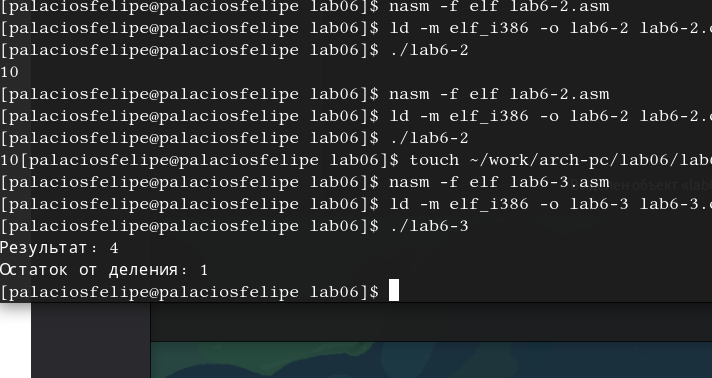 [palaciosfelipe@palaciosfelipe lab06]$ nasm -f elf lab6-2.asm
[palaciosfelipe@palaciosfelipe lab06]$ ld -m elf_i386 -o lab6-2 lab6-2.
[palaciosfelipe@palaciosfelipe lab06]$ ./lab6-2
10
[palaciosfelipe@palaciosfelipe lab06]$ nasm -f elf lab6-2.asm
[palaciosfelipe@palaciosfelipe lab06]$ ld -m elf_i386 -o lab6-2 lab6-2.
[palaciosfelipe@palaciosfelipe lab06]$ ./lab6-2
10[palaciosfelipe@palaciosfelipe lab06]$ touch ~/work/arch-pc/lab06/lab
[palaciosfelipe@palaciosfelipe lab06]$ nasm -f elf lab6-3.asm
[palaciosfelipe@palaciosfelipe lab06]$ ld -m elf_i386 -o lab6-3 lab6-3.
[palaciosfelipe@palaciosfelipe lab06]$ ./lab6-3
Результат: 4
Остаток от деления: 1
[palaciosfelipe@palaciosfelipe lab06]$